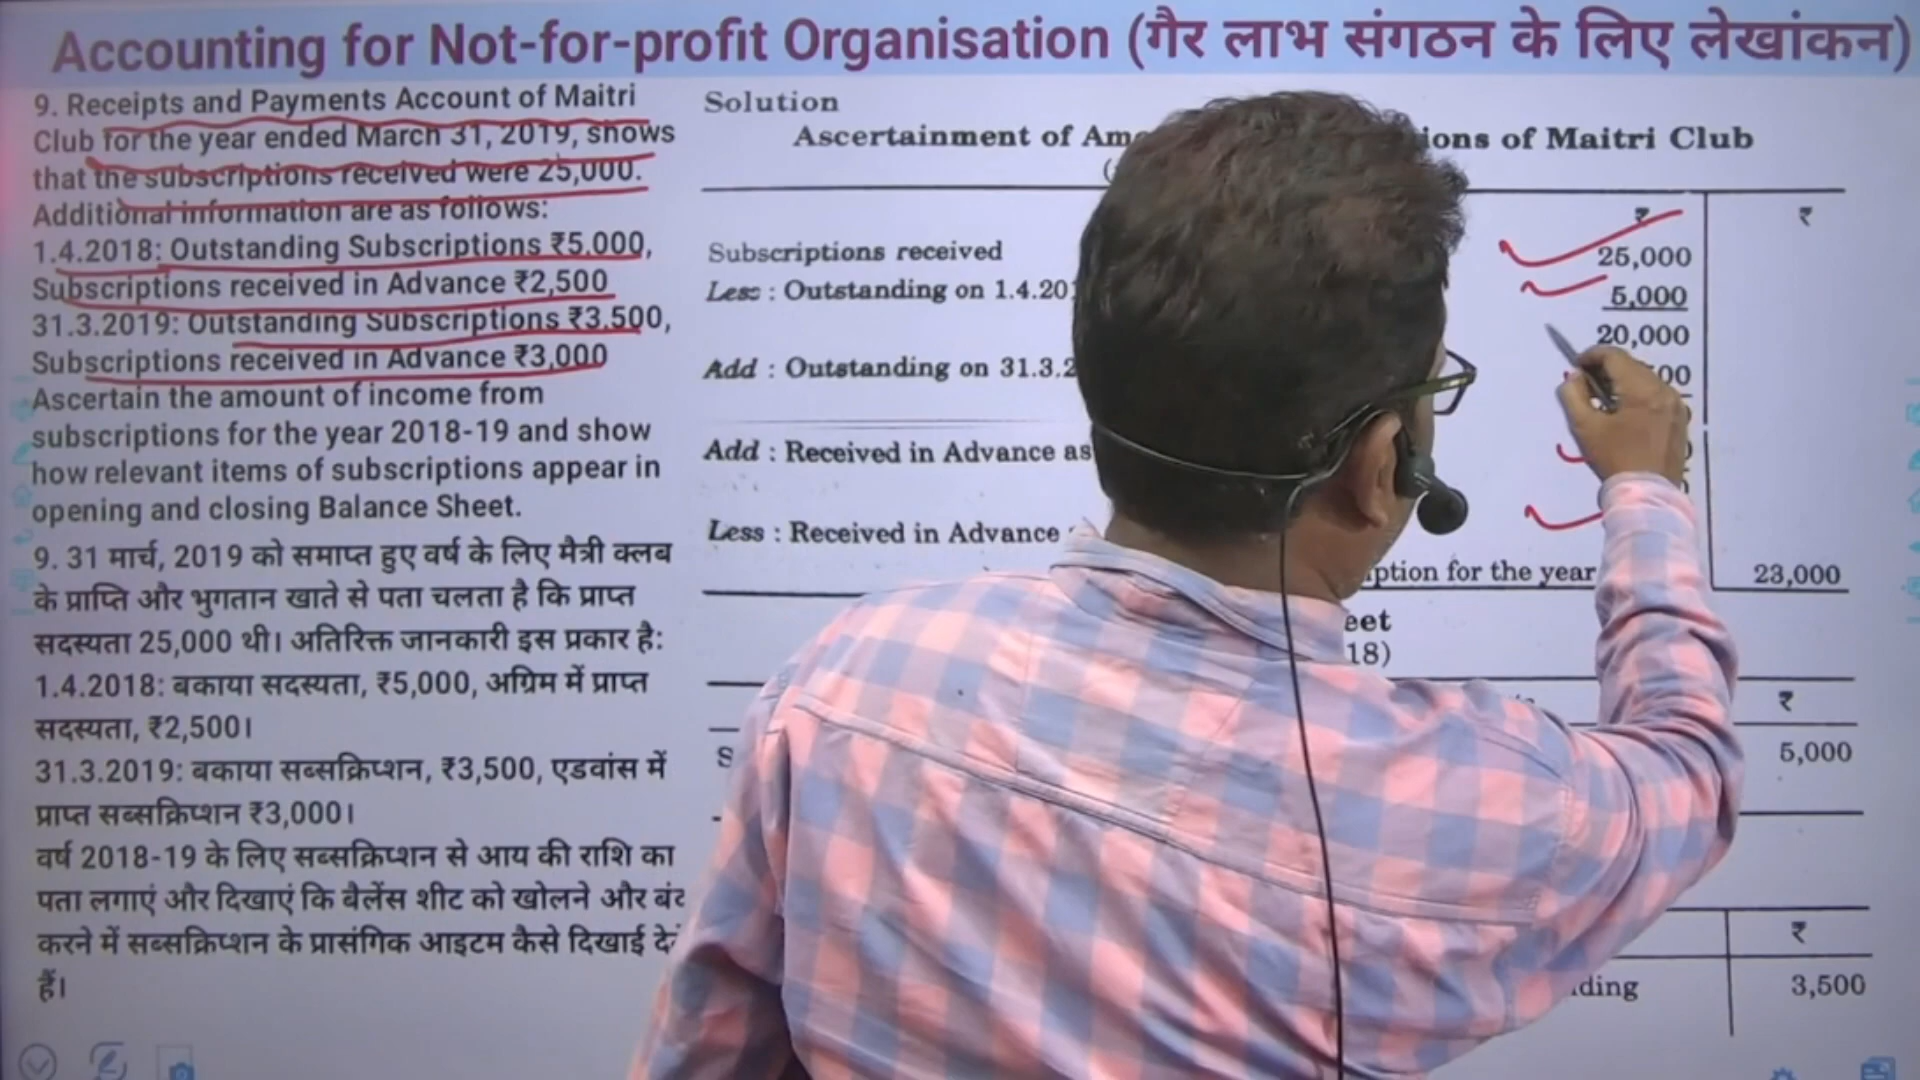 Accounting for Not-for-profit Organisation (गैर लाभ संगठन के लिए लेखांकन)
9. Receipts and Payments Account of Maitri
Club for the year ended March 31, 2019, shows
that the subscriptions received were 25,000.
Additional information are as follows:
1.4.2018: Outstanding Subscriptions ₹5,000,
Subscriptions received in Advance ₹2,500
31.3.2019: Outstanding Subscriptions ₹3,500,
Subscriptions received in Advance ₹3,000
Ascertain the amount of income from
subscriptions for the year 2018-19 and show
how relevant items of subscriptions appear in
opening and closing Balance Sheet.
9. 31 मार्च, 2019 को समाप्त हुए वर्ष के लिए मैत्री क्लब
के प्राप्ति और भुगतान खाते से पता चलता है कि प्राप्त
सदस्यता 25,000 थी। अतिरिक्त जानकारी इस प्रकार है:
1.4.2018: बकाया सदस्यता, ₹5,000, अग्रिम में प्राप्त
सदस्यता, ₹2,500।
31.3.2019: बकाया सब्सक्रिप्शन, ₹3,500, एडवांस में
प्राप्त सब्सक्रिप्शन ₹3,000।
वर्ष 2018-19 के लिए सब्सक्रिप्शन से आय की राशि का
पता लगाएं और दिखाएं कि बैलेंस शीट को खोलने और
करने में सब्सक्रिप्शन के प्रासंगिक आइटम कैसे दिखाई
हैं।
Solution
Ascertainment of of Maitri Club
₹ ₹
Subscriptions received 25,000
Less : Outstanding on 5,000
20,000
Add : Outstanding on
Add : Received in Advance as
Less : Received in Advance
for the year 23,000
18)
₹
5,000
₹
3,500